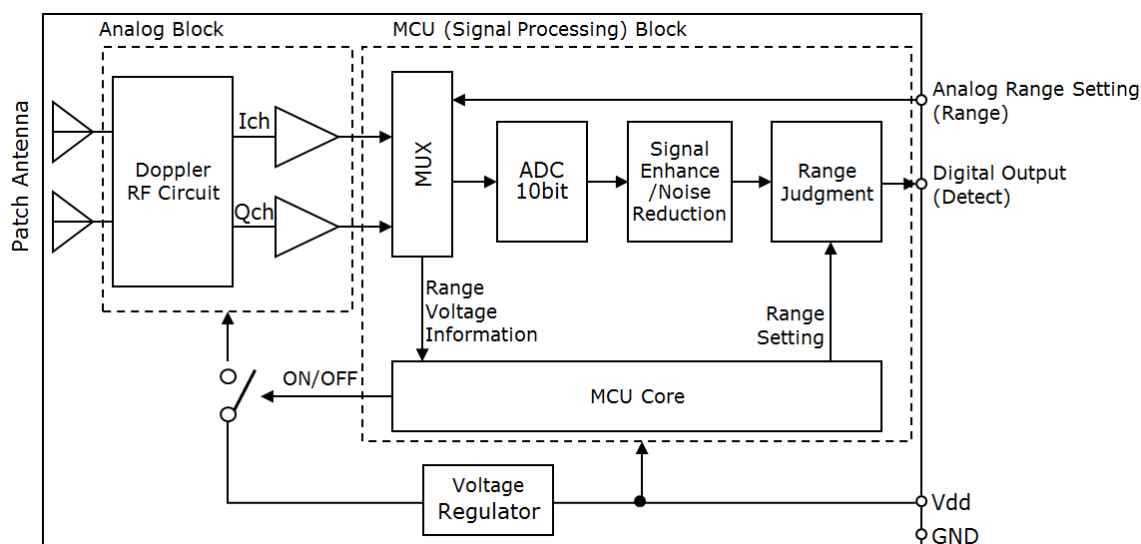 Analog Block
MCU (Signal Processing) Block
Patch Antenna
Doppler
RF Circuit
Ich
Qch
MUX
ADC
10bit
Signal
Enhance
/Noise
Reduction
Range
Judgment
Analog Range Setting
(Range)
Digital Output
(Detect)
Range
Voltage
Information
Range
Setting
ON/OFF
MCU Core
Voltage
Regulator
Vdd
GND